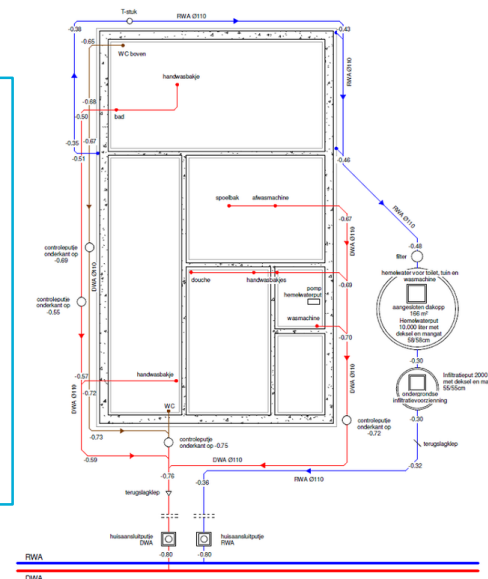 T-stuk
RWA Ø110
-0.38
-0.43
-0.65
WC boven
RWA Ø110
handwasbakje
-0.68
-0.50
bad
-0.67
-0.35
-0.51
-0.46
RWA Ø110
spoelbak
afwasmachine
-0.67
DWA Ø110
controleputje
onderkant op
-0.69
DWA Ø110
-0.48
filter
hemelwater voor toilet, tuin en
wasmachine
douche
handwasbakjes
-0.49
pomp
hemelwaterput
aangesloten dakopp
166 m²
Hemelwaterput
10.000 liter met
deksel en mangat
controleputje
onderkant op
-0.55
wasmachine
-0.70
-0.30
-0.57
-0.72
handwasbakje
Infiltratieput 2000
met deksel en ma
55/55cm
ondergrondse
infiltratievoorziening
DWA Ø110
WC
-0.30
controleputje
onderkant op
-0.72
-0.73
controleputje
onderkant op -0.75
terugslagklep
-0.59
-0.76
DWA Ø110
-0.32
-0.36
RWA Ø110
terugslagklep
huisaansluitputje
DWA
huisaansluitputje
RWA
-0.80
-0.80
RWA
DWA